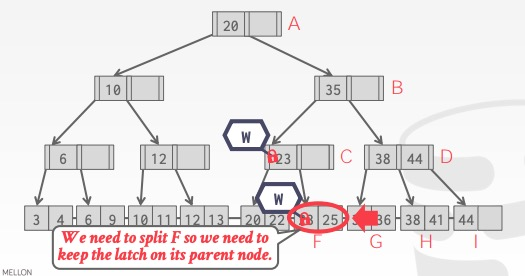 20 A
10 35 B
W
6 12 23 C 38 44 D
W
3 4 6 9 10 11 12 13 20 22 25 36 38 41 44
F G H I
We need to split F so we need to
keep the latch on its parent node.
MELLON